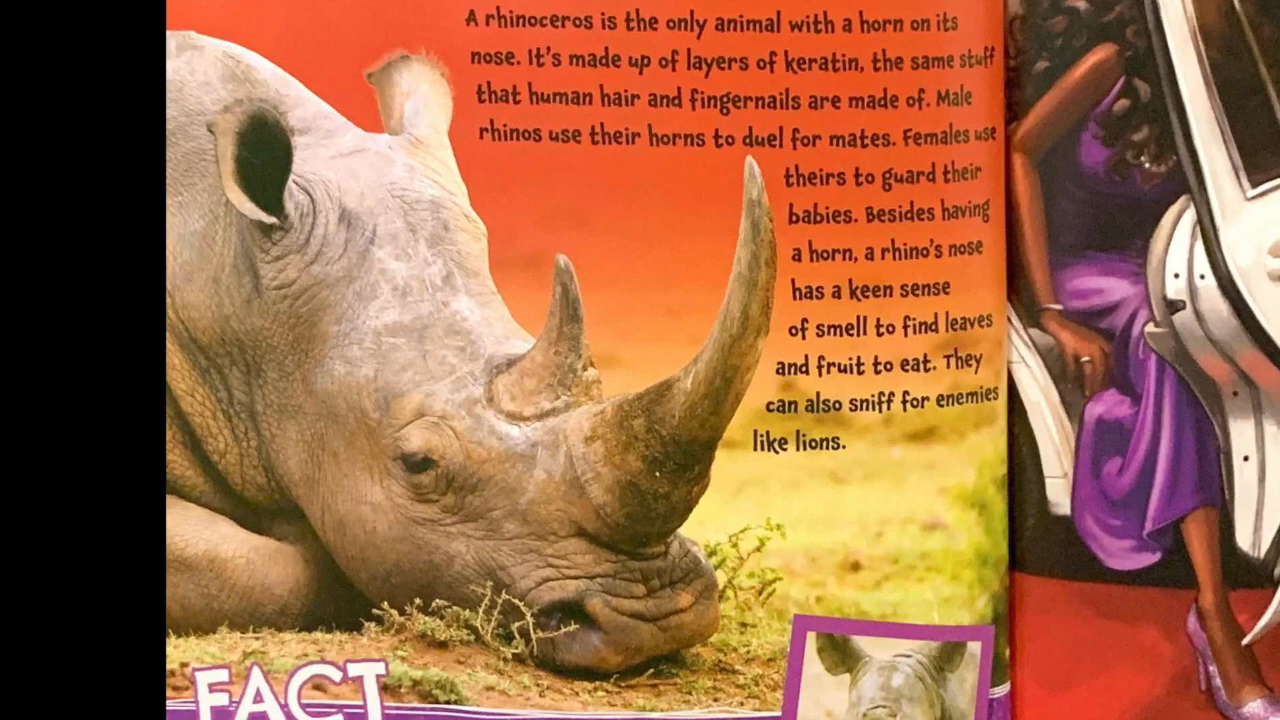 A rhinoceros is the only animal with a horn on its
nose. It's made up of layers of keratin, the same stuff
that human hair and fingernails are made of. Male
rhinos use their horns to duel for mates. Females use
theirs to guard their
babies. Besides having
a horn, a rhino's nose
has a keen sense
of smell to find leaves
and fruit to eat. They
can also sniff for enemies
like lions.
FACT